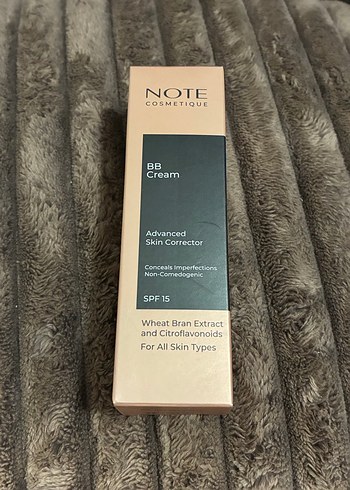 NOTE
COSMETIQUE
BB
Cream
Advanced
Skin Corrector
Conceals Imperfections
Non-Comedogenic
SPF 15
Wheat Bran Extract
and Citroflavonoids
For All Skin Types